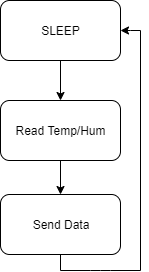 SLEEP
Read Temp/Hum
Send Data